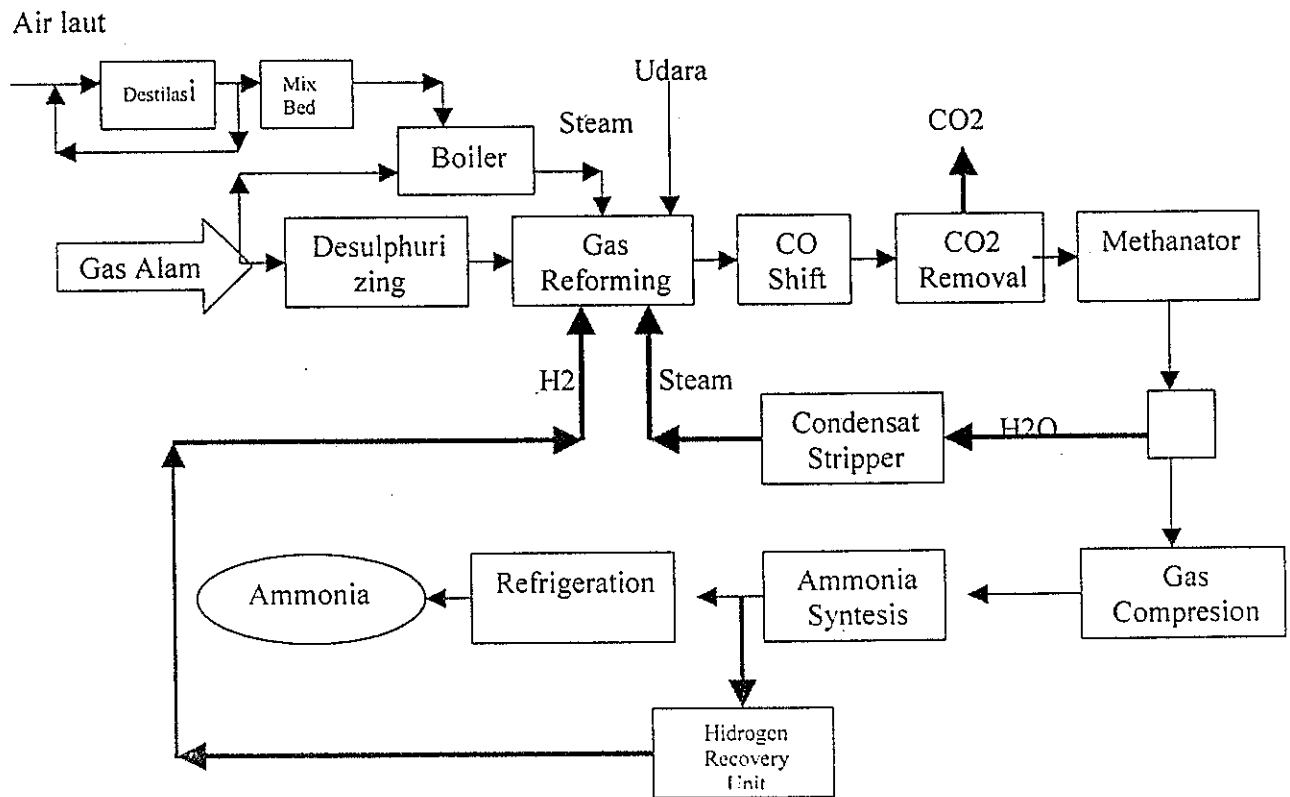 Air laut
Destilasi
Mix
Bed
Udara
Steam
CO2
Boiler
Gas Alam
Desulphuri
zing
Gas
Reforming
CO
Shift
CO2
Removal
Methanator
H2
Steam
Condensat
Stripper
H2O
Ammonia
Refrigeration
Ammonia
Syntesis
Gas
Compresion
Hidrogen
Recovery
Unit